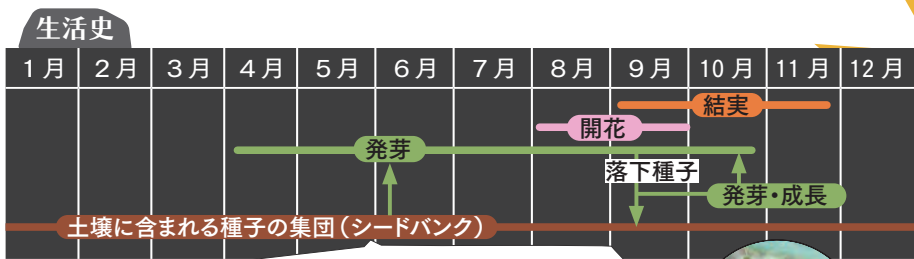 生活史
1月 2月 3月 4月 5月 6月 7月 8月 9月 10月 11月 12月
結実
開花
発芽
落下種子
発芽・成長
土壌に含まれる種子の集団(シードバンク)